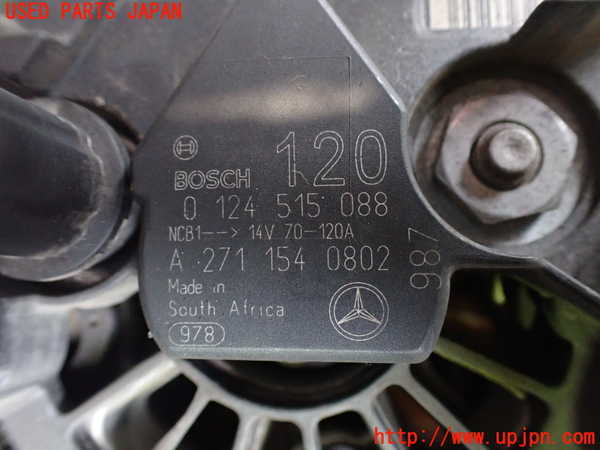 USED PARTS JAPAN
BOSCH 120
0 124 515 088
NCB1--> 14V 70-120A
A 271 154 0802
987
Made in
South Africa
978
http://www.upjpn.com/